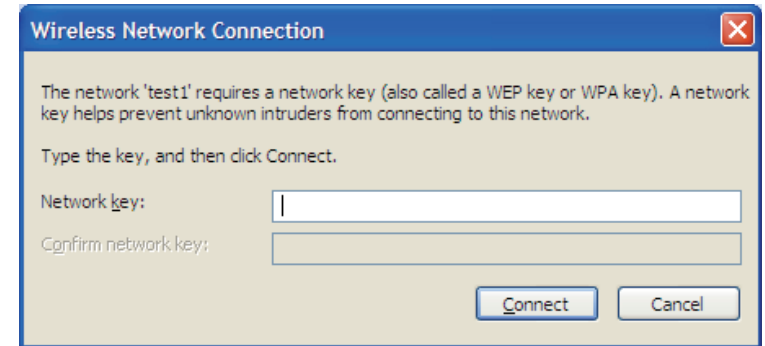 Wireless Network Connection
The network 'test1' requires a network key (also called a WEP key or WPA key). A network
key helps prevent unknown intruders from connecting to this network.
Type the key, and then click Connect.
Network key:
Confirm network key:
Connect Cancel